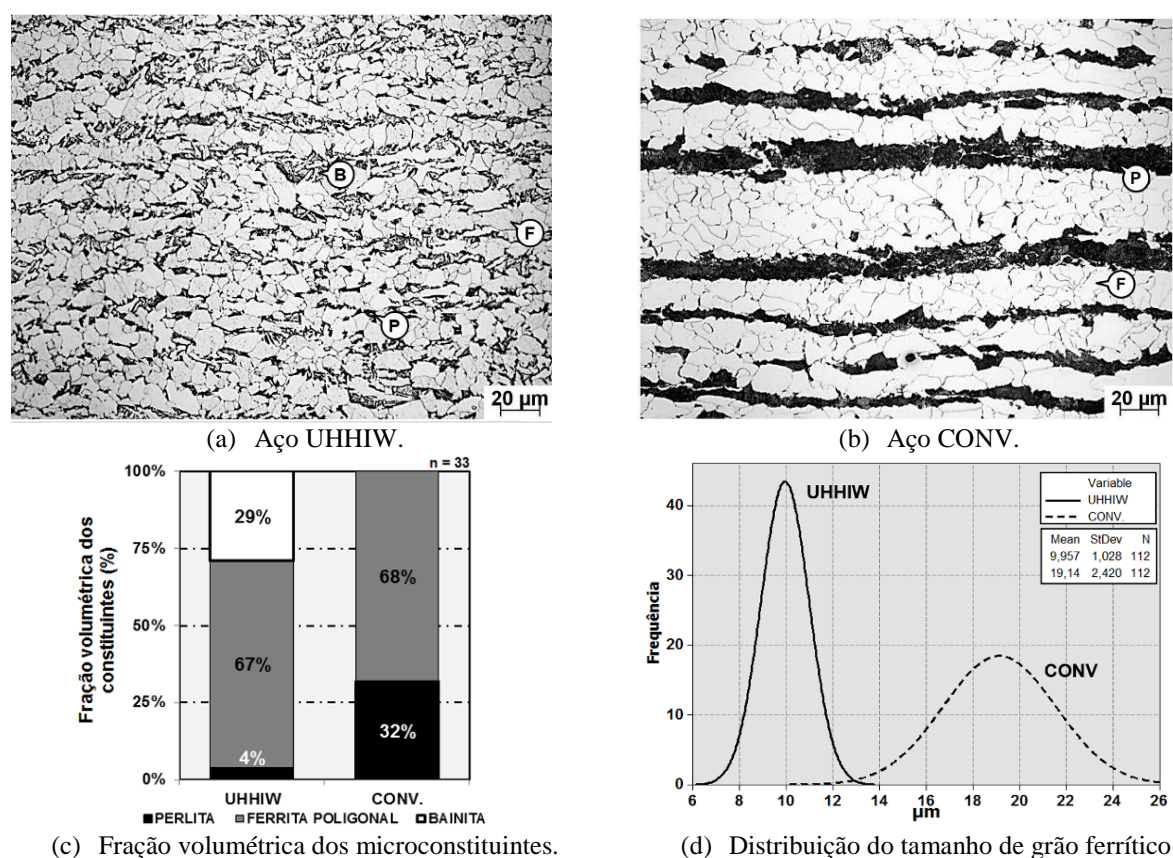 B
F
P
20 µm
(a) Aço UHHIW.
P
F
20 µm
(b) Aço CONV.
n = 33
Fração volumétrica dos
constituintes (%)
100%
75%
50%
25%
0%
29%
67%
4%
68%
32%
UHHIW
CONV.
PERLITA FERRITA POLIGONAL BAINITA
(c) Fração volumétrica dos microconstituintes.
Frequência
40
30
20
10
0
UHHIW
CONV
Variable
UHHIW
CONV.
Mean StDev N
9,957 1,028 112
19,14 2,420 112
6 8 10 12 14 16 18 20 22 24 26
µm
(d) Distribuição do tamanho de grão ferrítico